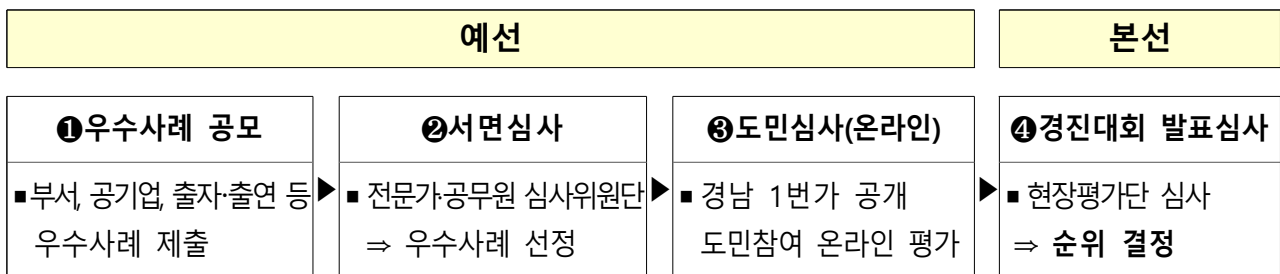 예선
본선
❶우수사례 공모
■부서, 공기업, 출자·출연 등
우수사례 제출
▶
❷서면심사
■ 전문가·공무원 심사위원단
⇒ 우수사례 선정
▶
❸도민심사(온라인)
■ 경남 1번가 공개
도민참여 온라인 평가
▶
❹경진대회 발표심사
■ 현장평가단 심사
⇒ 순위 결정